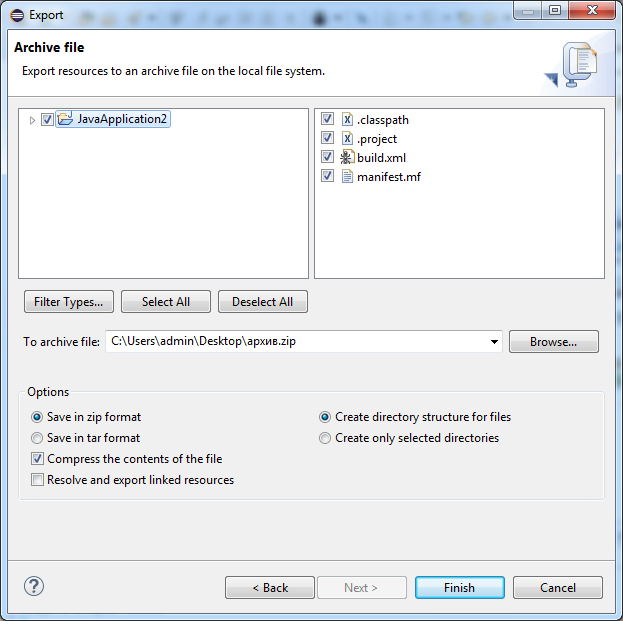 Export
Archive file
Export resources to an archive file on the local file system.
JavaApplication2
.classpath
.project
build.xml
manifest.mf
Filter Types...
Select All
Deselect All
To archive file:
C:\Users\admin\Desktop\архив.zip
Browse...
Options
Save in zip format
Create directory structure for files
Save in tar format
Create only selected directories
Compress the contents of the file
Resolve and export linked resources
?
< Back
Next >
Finish
Cancel